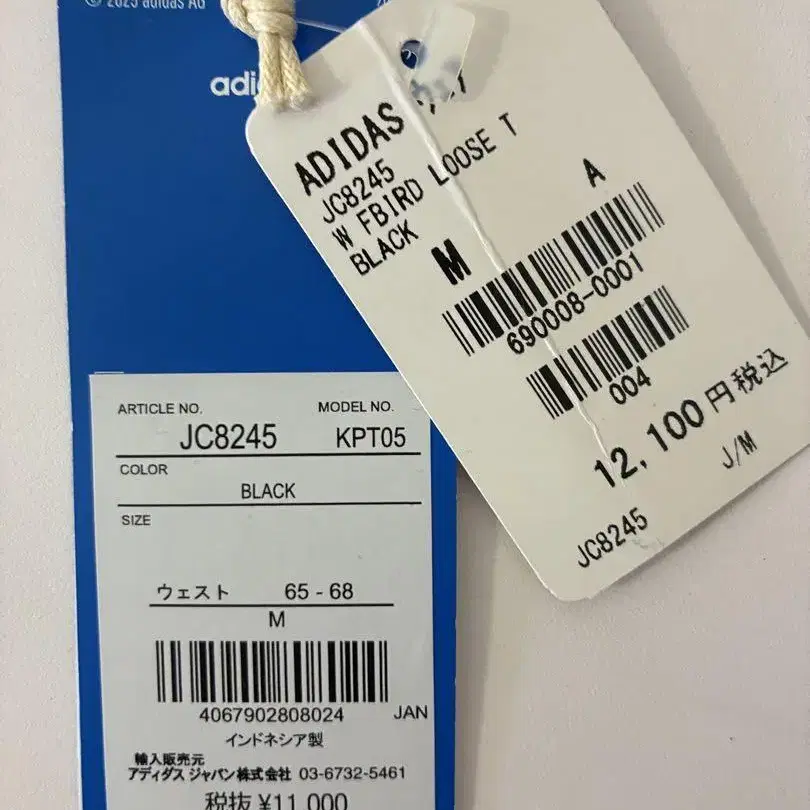 © 2025 adidas AG
adi
ADIDAS
JC8245
W FBIRD LOOSE T
BLACK
A
M
690008-0001
004
12,100円税込
J/M
JC8245
ARTICLE NO.
MODEL NO.
JC8245
KPT05
COLOR
BLACK
SIZE
ウェスト 65 - 68
M
4067902808024 JAN
インドネシア製
輸入販売元
アディダス ジャパン株式会社 03-6732-5461
税抜 ¥11,000